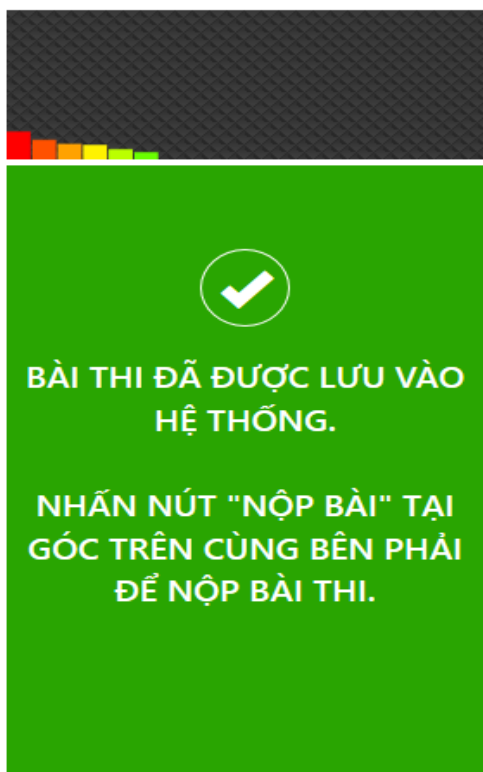 BÀI THI ĐÃ ĐƯỢC LƯU VÀO
HỆ THỐNG.
NHẤN NÚT "NỘP BÀI" TẠI
GÓC TRÊN CÙNG BÊN PHẢI
ĐỂ NỘP BÀI THI.